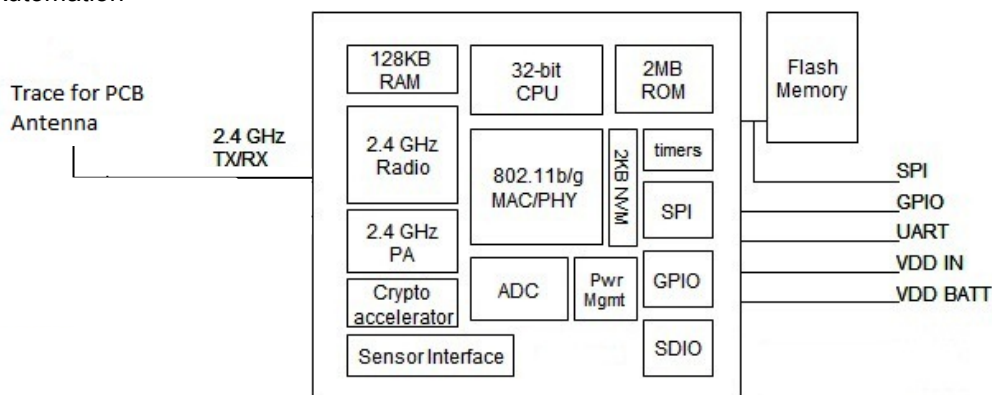 Automation
128KB
RAM
32-bit
CPU
2MB
ROM
Flash
Memory
Trace for PCB
Antenna
2.4 GHz
TX/RX
2.4 GHz
Radio
802.11b/g
MAC/PHY
2KB NVM
timers
SPI
2.4 GHz
PA
Crypto
accelerator
ADC
Pwr
Mgmt
GPIO
SDIO
Sensor Interface
SPI
GPIO
UART
VDD IN
VDD BATT